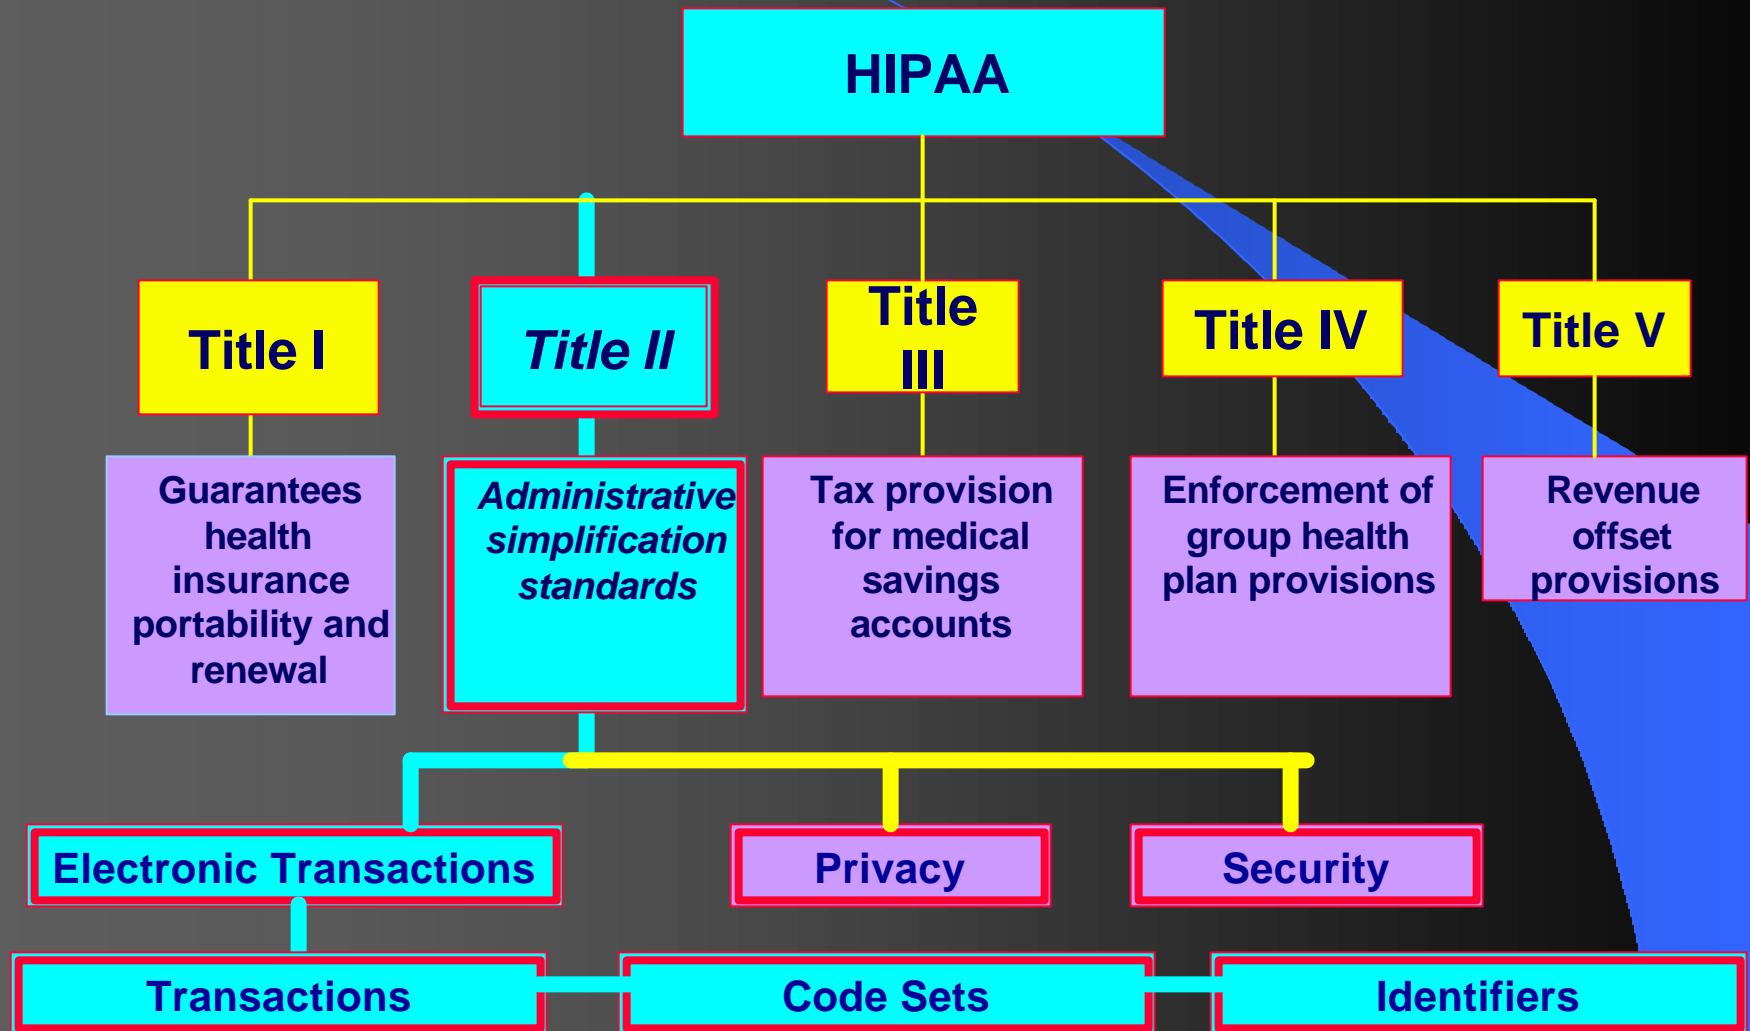 HIPAA
Title I
Title II
Title
III
Title IV
Title V
Guarantees
health
insurance
portability and
renewal
Administrative
simplification
standards
Tax provision
for medical
savings
accounts
Enforcement of
group health
plan provisions
Revenue
offset
provisions
Electronic Transactions
Privacy
Security
Transactions
Code Sets
Identifiers